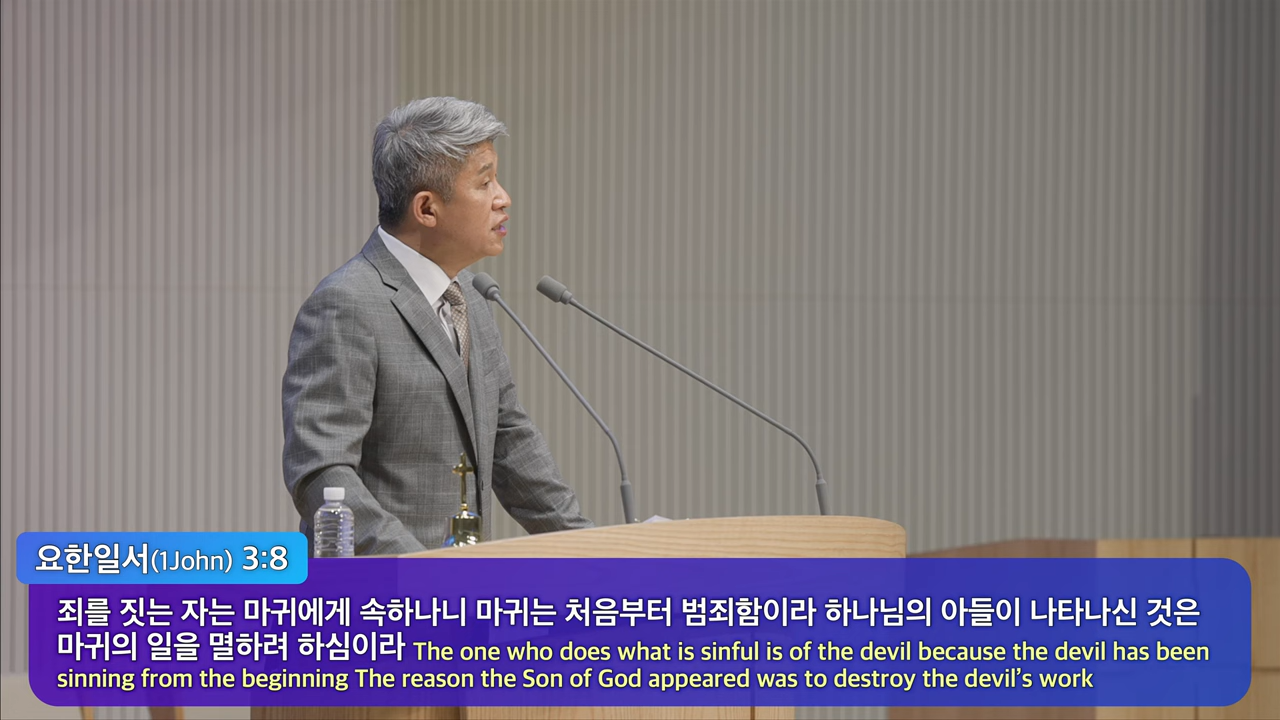 요한일서(1John) 3:8
죄를 짓는 자는 마귀에게 속하나니 마귀는 처음부터 범죄함이라 하나님의 아들이 나타나신 것은
마귀의 일을 멸하려 하심이라 The one who does what is sinful is of the devil because the devil has been
sinning from the beginning The reason the Son of God appeared was to destroy the devil’s work